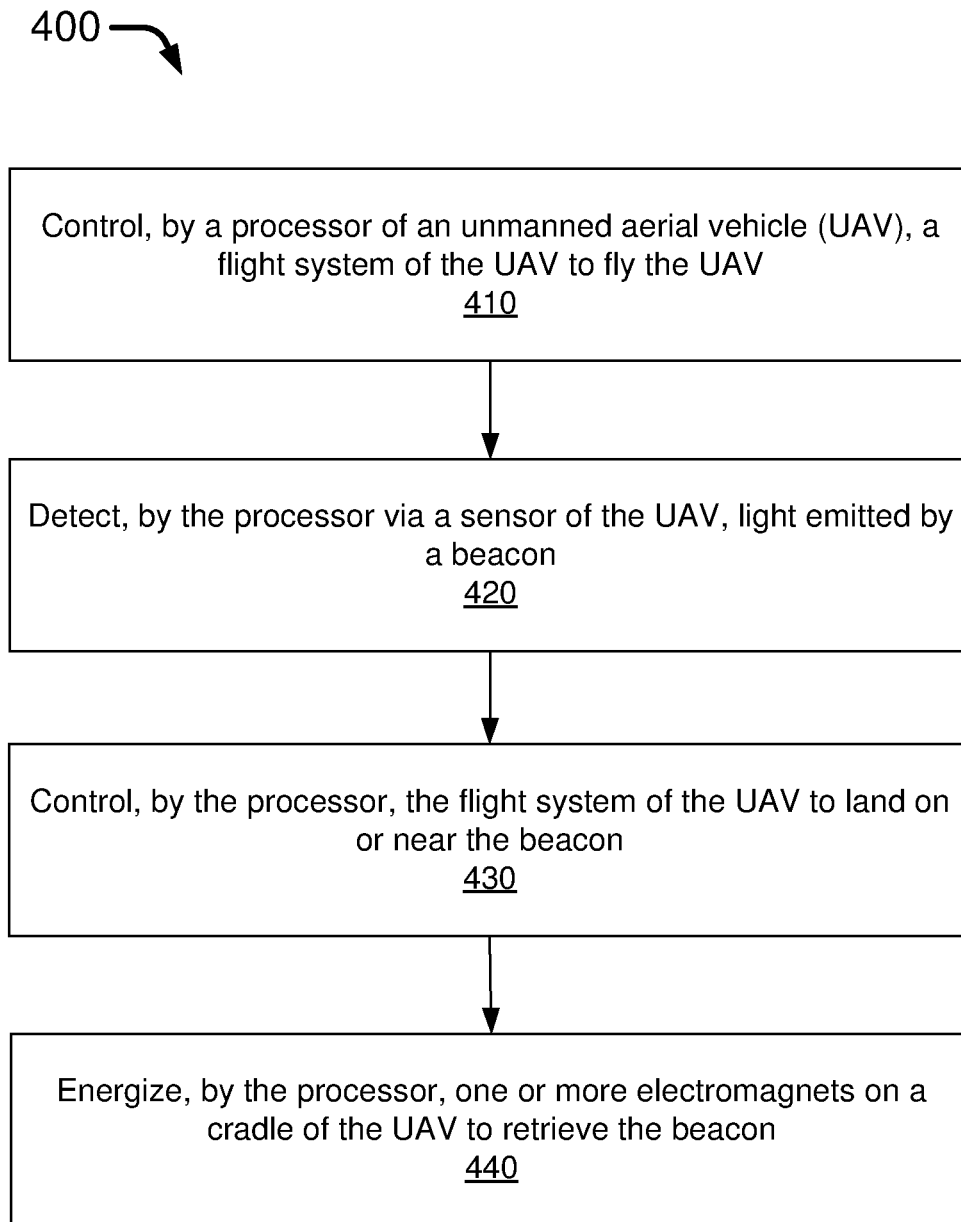 400
Control, by a processor of an unmanned aerial vehicle (UAV), a
flight system of the UAV to fly the UAV
410
Detect, by the processor via a sensor of the UAV, light emitted by
a beacon
420
Control, by the processor, the flight system of the UAV to land on
or near the beacon
430
Energize, by the processor, one or more electromagnets on a
cradle of the UAV to retrieve the beacon
440